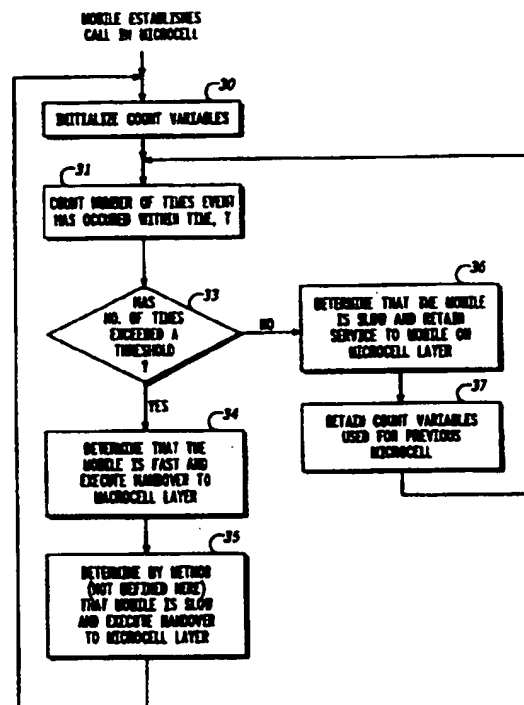 MOBILE ESTABLISHES
CALL IN MICROCELL
30
INITIALIZE COUNT VARIABLES
31
COUNT NUMBER OF TIMES EVENT
HAS OCCURED WITHIN TIME, T
33
HAS
NO. OF TIMES
EXCEEDED A
THRESHOLD
?
NO
YES
36
DETERMINE THAT THE MOBILE
IS SLOW AND RETAIN
SERVICE TO MOBILE ON
MICROCELL LAYER
37
RETAIN COUNT VARIABLES
USED FOR PREVIOUS
MICROCELL
34
DETERMINE THAT THE
MOBILE IS FAST AND
EXECUTE HANDOVER TO
MACROCELL LAYER
35
DETERMINE BY METHOD
(NOT DEFINED HERE)
THAT MOBILE IS SLOW
AND EXECUTE HANDOVER
TO MICROCELL LAYER